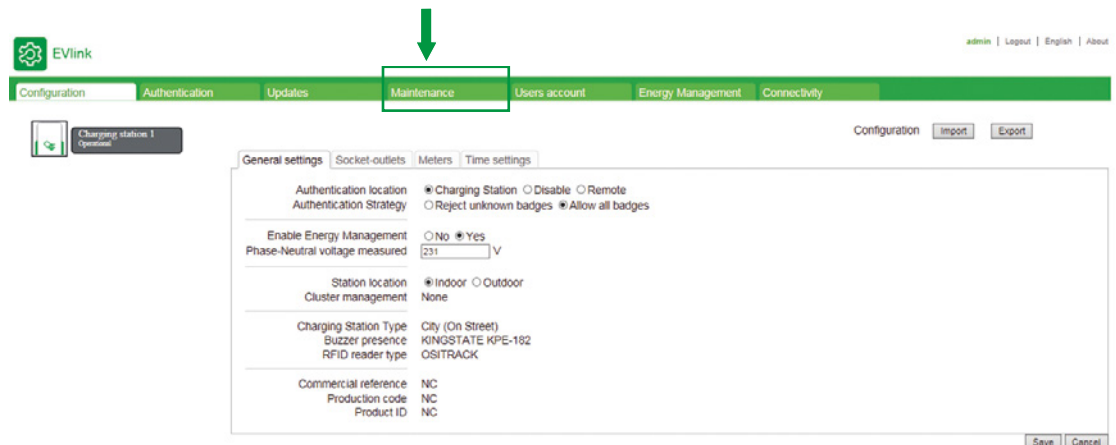 admin | Logout | English | About
EVlink
Configuration Authentication Updates Maintenance Users account Energy Management Connectivity
Charging station 1
Operational
Configuration Import Export
General settings Socket-outlets Meters Time settings
Authentication location Charging Station Disable Remote
Authentication Strategy Reject unknown badges Allow all badges
Enable Energy Management No Yes
Phase-Neutral voltage measured 231 V
Station location Indoor Outdoor
Cluster management None
Charging Station Type City (On Street)
Buzzer presence KINGSTATE KPE-182
RFID reader type OSITRACK
Commercial reference NC
Production code NC
Product ID NC
Save Cancel